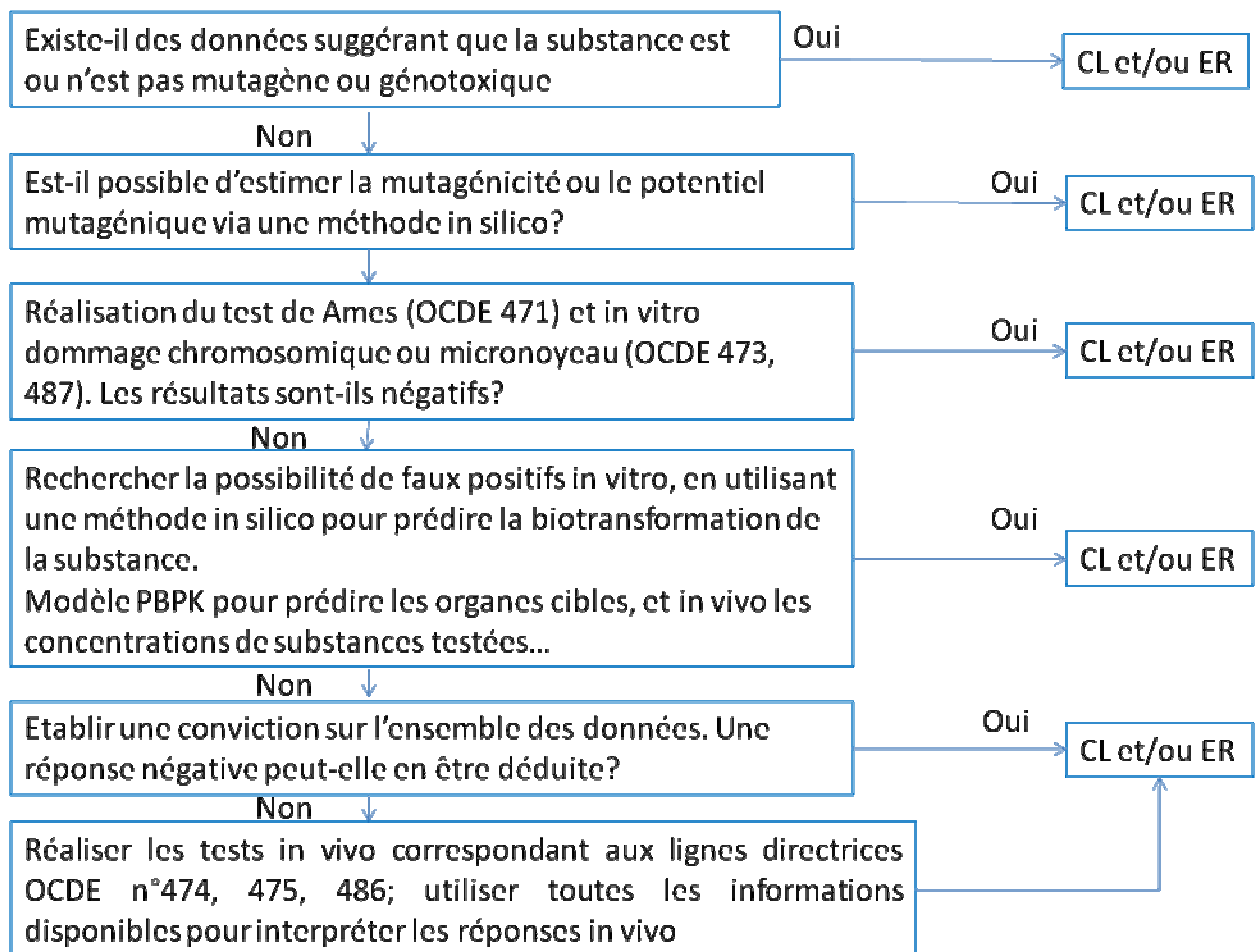 Existe-il des données suggérant que la substance est
ou n'est pas mutagène ou génotoxique
Oui
CL et/ou ER
Non
Est-il possible d'estimer la mutagénicité ou le potentiel
mutagénique via une méthode in silico?
Oui
CL et/ou ER
Réalisation du test de Ames (OCDE 471) et in vitro
dommage chromosomique ou micronoyeau (OCDE 473,
487). Les résultats sont-ils négatifs?
Oui
CL et/ou ER
Non
Rechercher la possibilité de faux positifs in vitro, en utilisant
une méthode in silico pour prédire la biotransformation de
la substance.
Modèle PBPK pour prédire les organes cibles, et in vivo les
concentrations de substances testées...
Oui
CL et/ou ER
Non
Etablir une conviction sur l'ensemble des données. Une
réponse négative peut-elle en être déduite?
Oui
CL et/ou ER
Non
Réaliser les tests in vivo correspondant aux lignes directrices
OCDE n°474, 475, 486; utiliser toutes les informations
disponibles pour interpréter les réponses in vivo